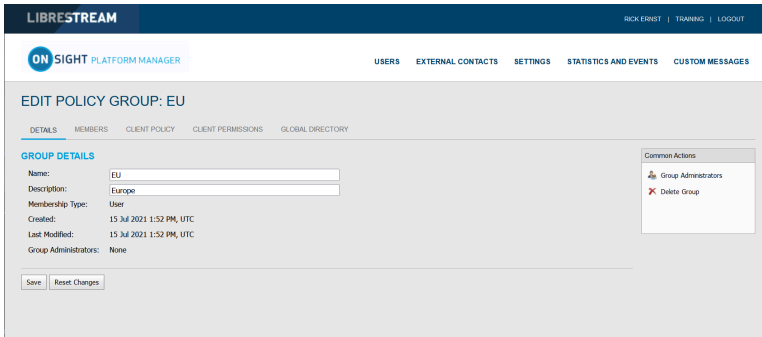 LIBRESTREAM
RICK ERNST | TRAINING | LOGOUT
ON SIGHT PLATFORM MANAGER
USERS EXTERNAL CONTACTS SETTINGS STATISTICS AND EVENTS CUSTOM MESSAGES
EDIT POLICY GROUP: EU
DETAILS MEMBERS CLIENT POLICY CLIENT PERMISSIONS GLOBAL DIRECTORY
GROUP DETAILS
Name: EU
Description: Europe
Membership Type: User
Created: 15 Jul 2021 1:52 PM, UTC
Last Modified: 15 Jul 2021 1:52 PM, UTC
Group Administrators: None
Save Reset Changes
Common Actions
Group Administrators
Delete Group